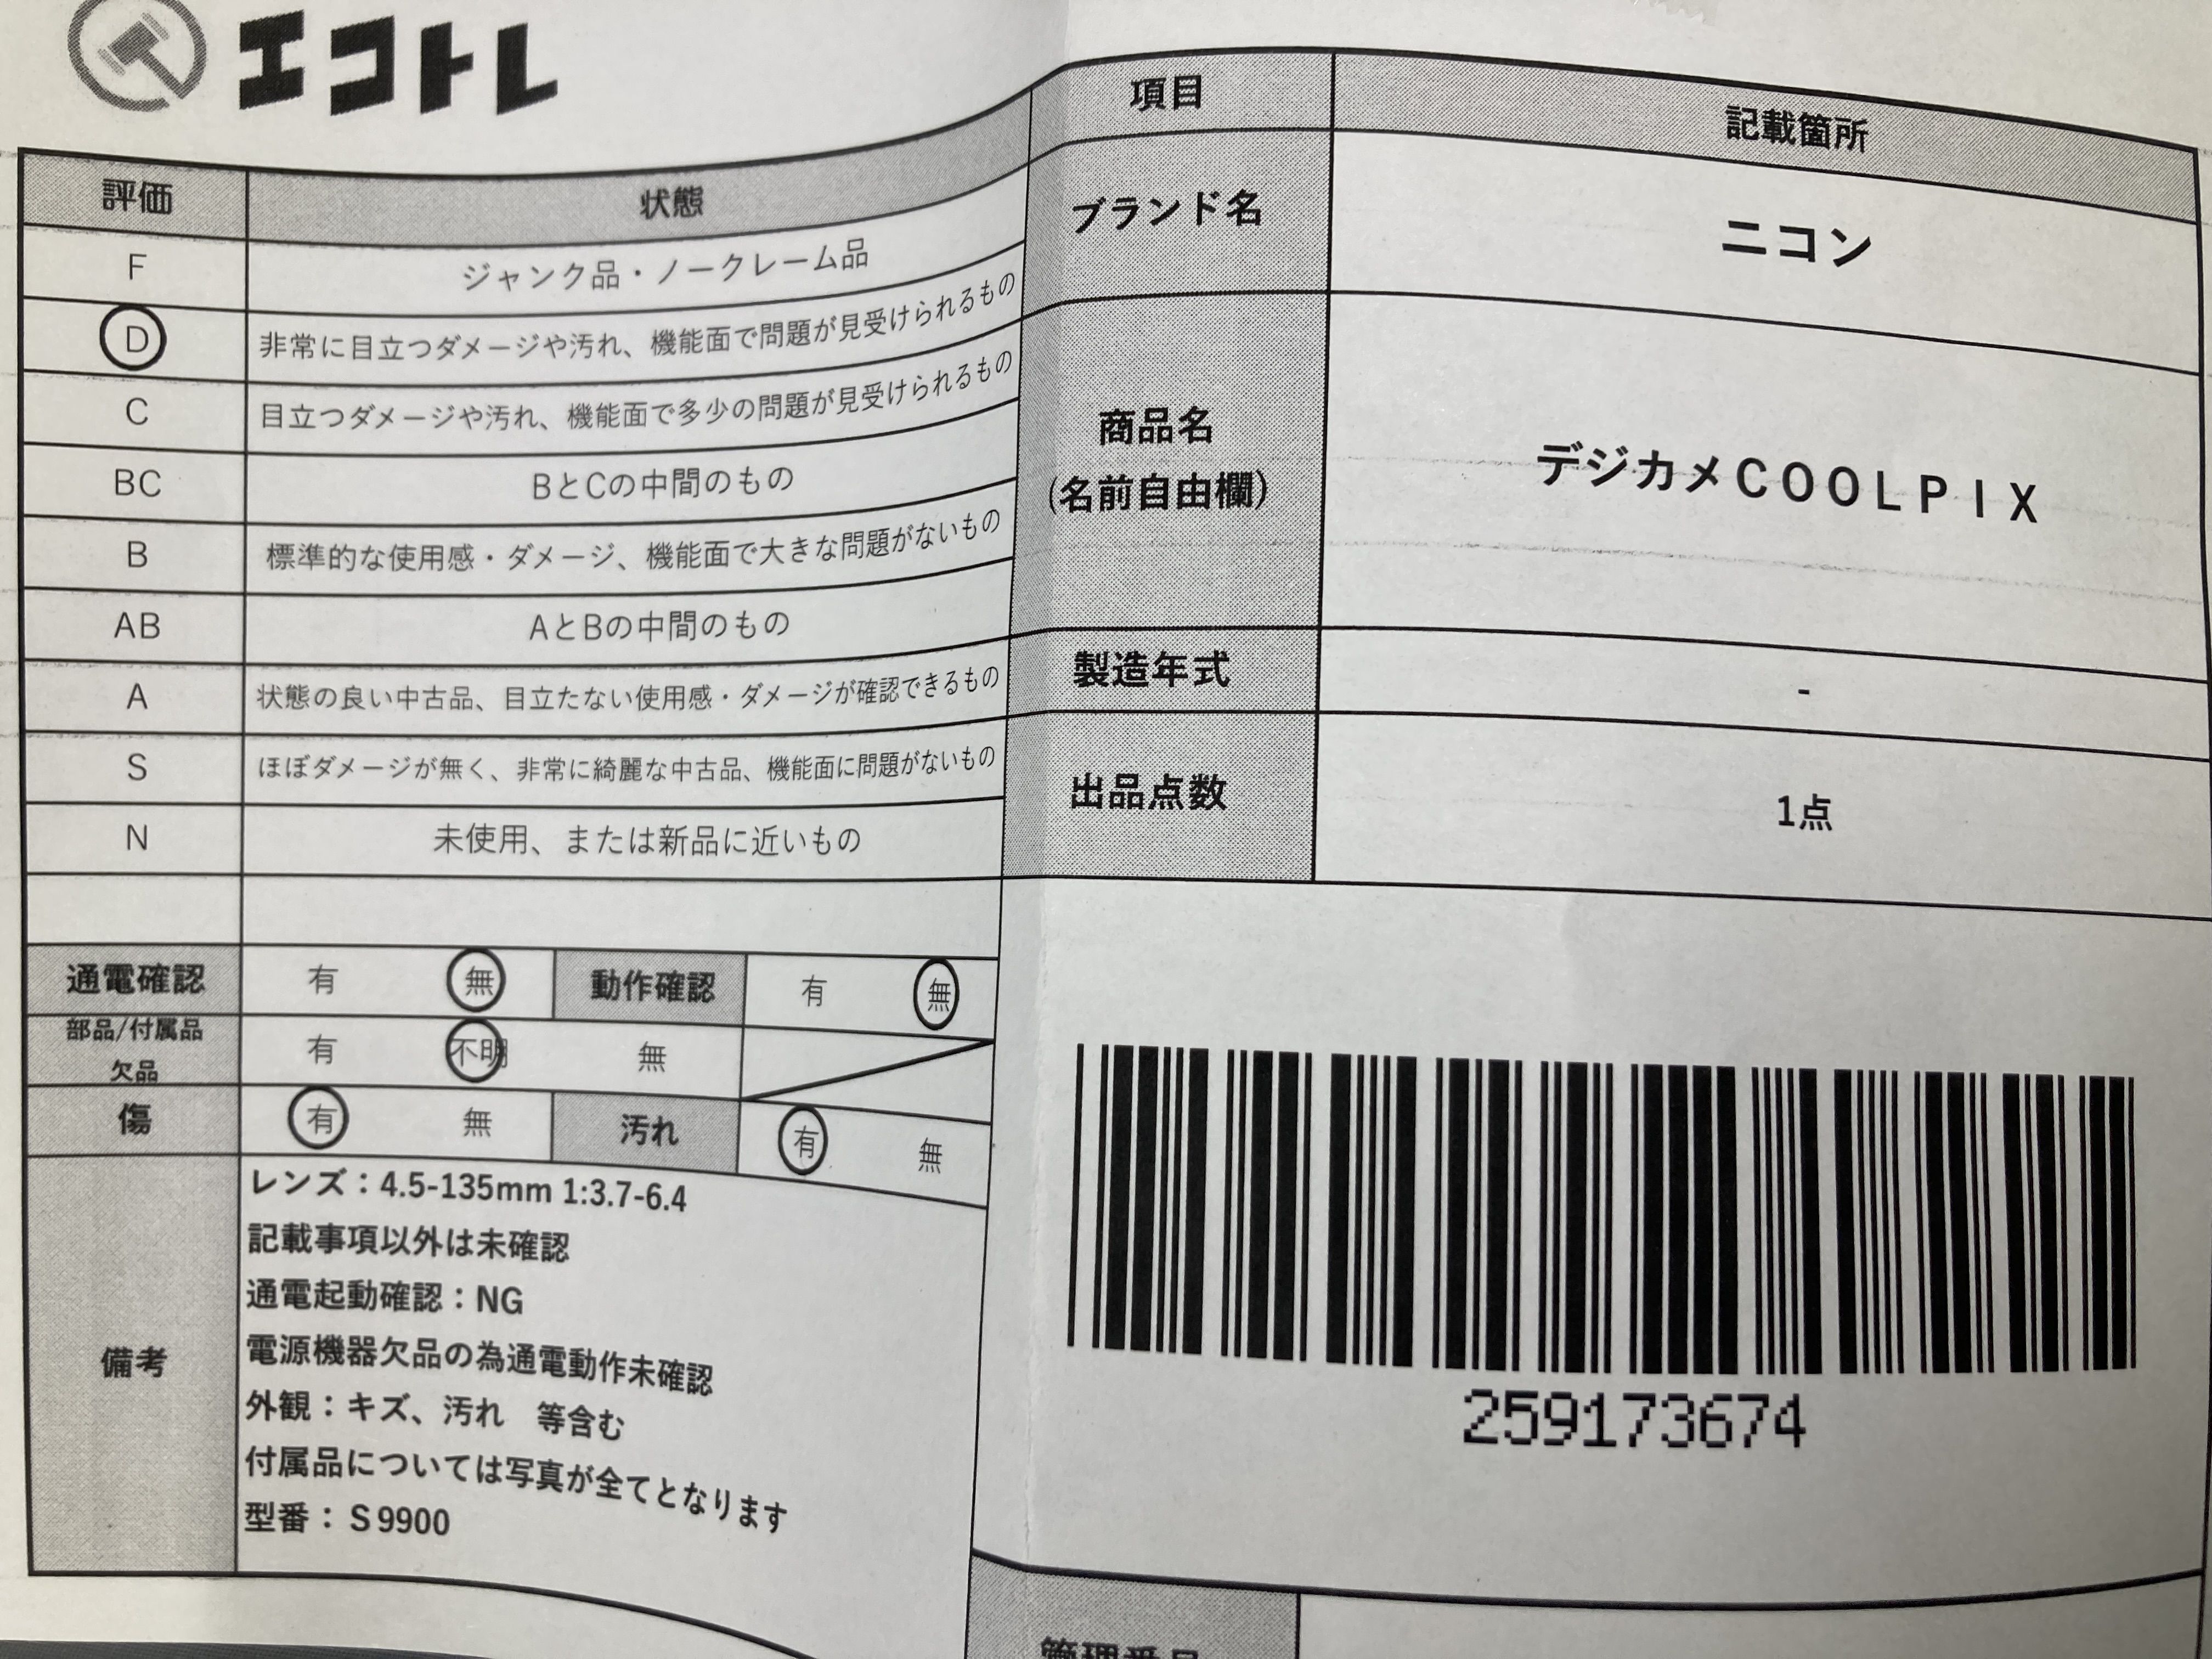 エコトレ
評価 状態
F ジャンク品・ノークレーム品
D 非常に目立つダメージや汚れ、機能面で問題が見受けられるもの
C 目立つダメージや汚れ、機能面で多少の問題が見受けられるもの
BC BとCの中間のもの
B 標準的な使用感・ダメージ、機能面で大きな問題がないもの
AB AとBの中間のもの
A 状態の良い中古品、目立たない使用感・ダメージが確認できるもの
S ほぼダメージが無く、非常に綺麗な中古品、機能面に問題がないもの
N 未使用、または新品に近いもの
通電確認 有 無 動作確認 有 無
部品/付属品
欠品 有 不明 無
傷 有 無 汚れ 有 無
備考
レンズ：4.5-135mm 1:3.7-6.4
記載事項以外は未確認
通電起動確認：NG
電源機器欠品の為通電動作未確認
外観：キズ、汚れ　等含む
付属品については写真が全てとなります
型番：Ｓ9900
項目 記載箇所
ブランド名 ニコン
商品名
(名前自由欄) デジカメＣＯＯＬＰＩＸ
製造年式 -
出品点数 1点
259173674
管理番号